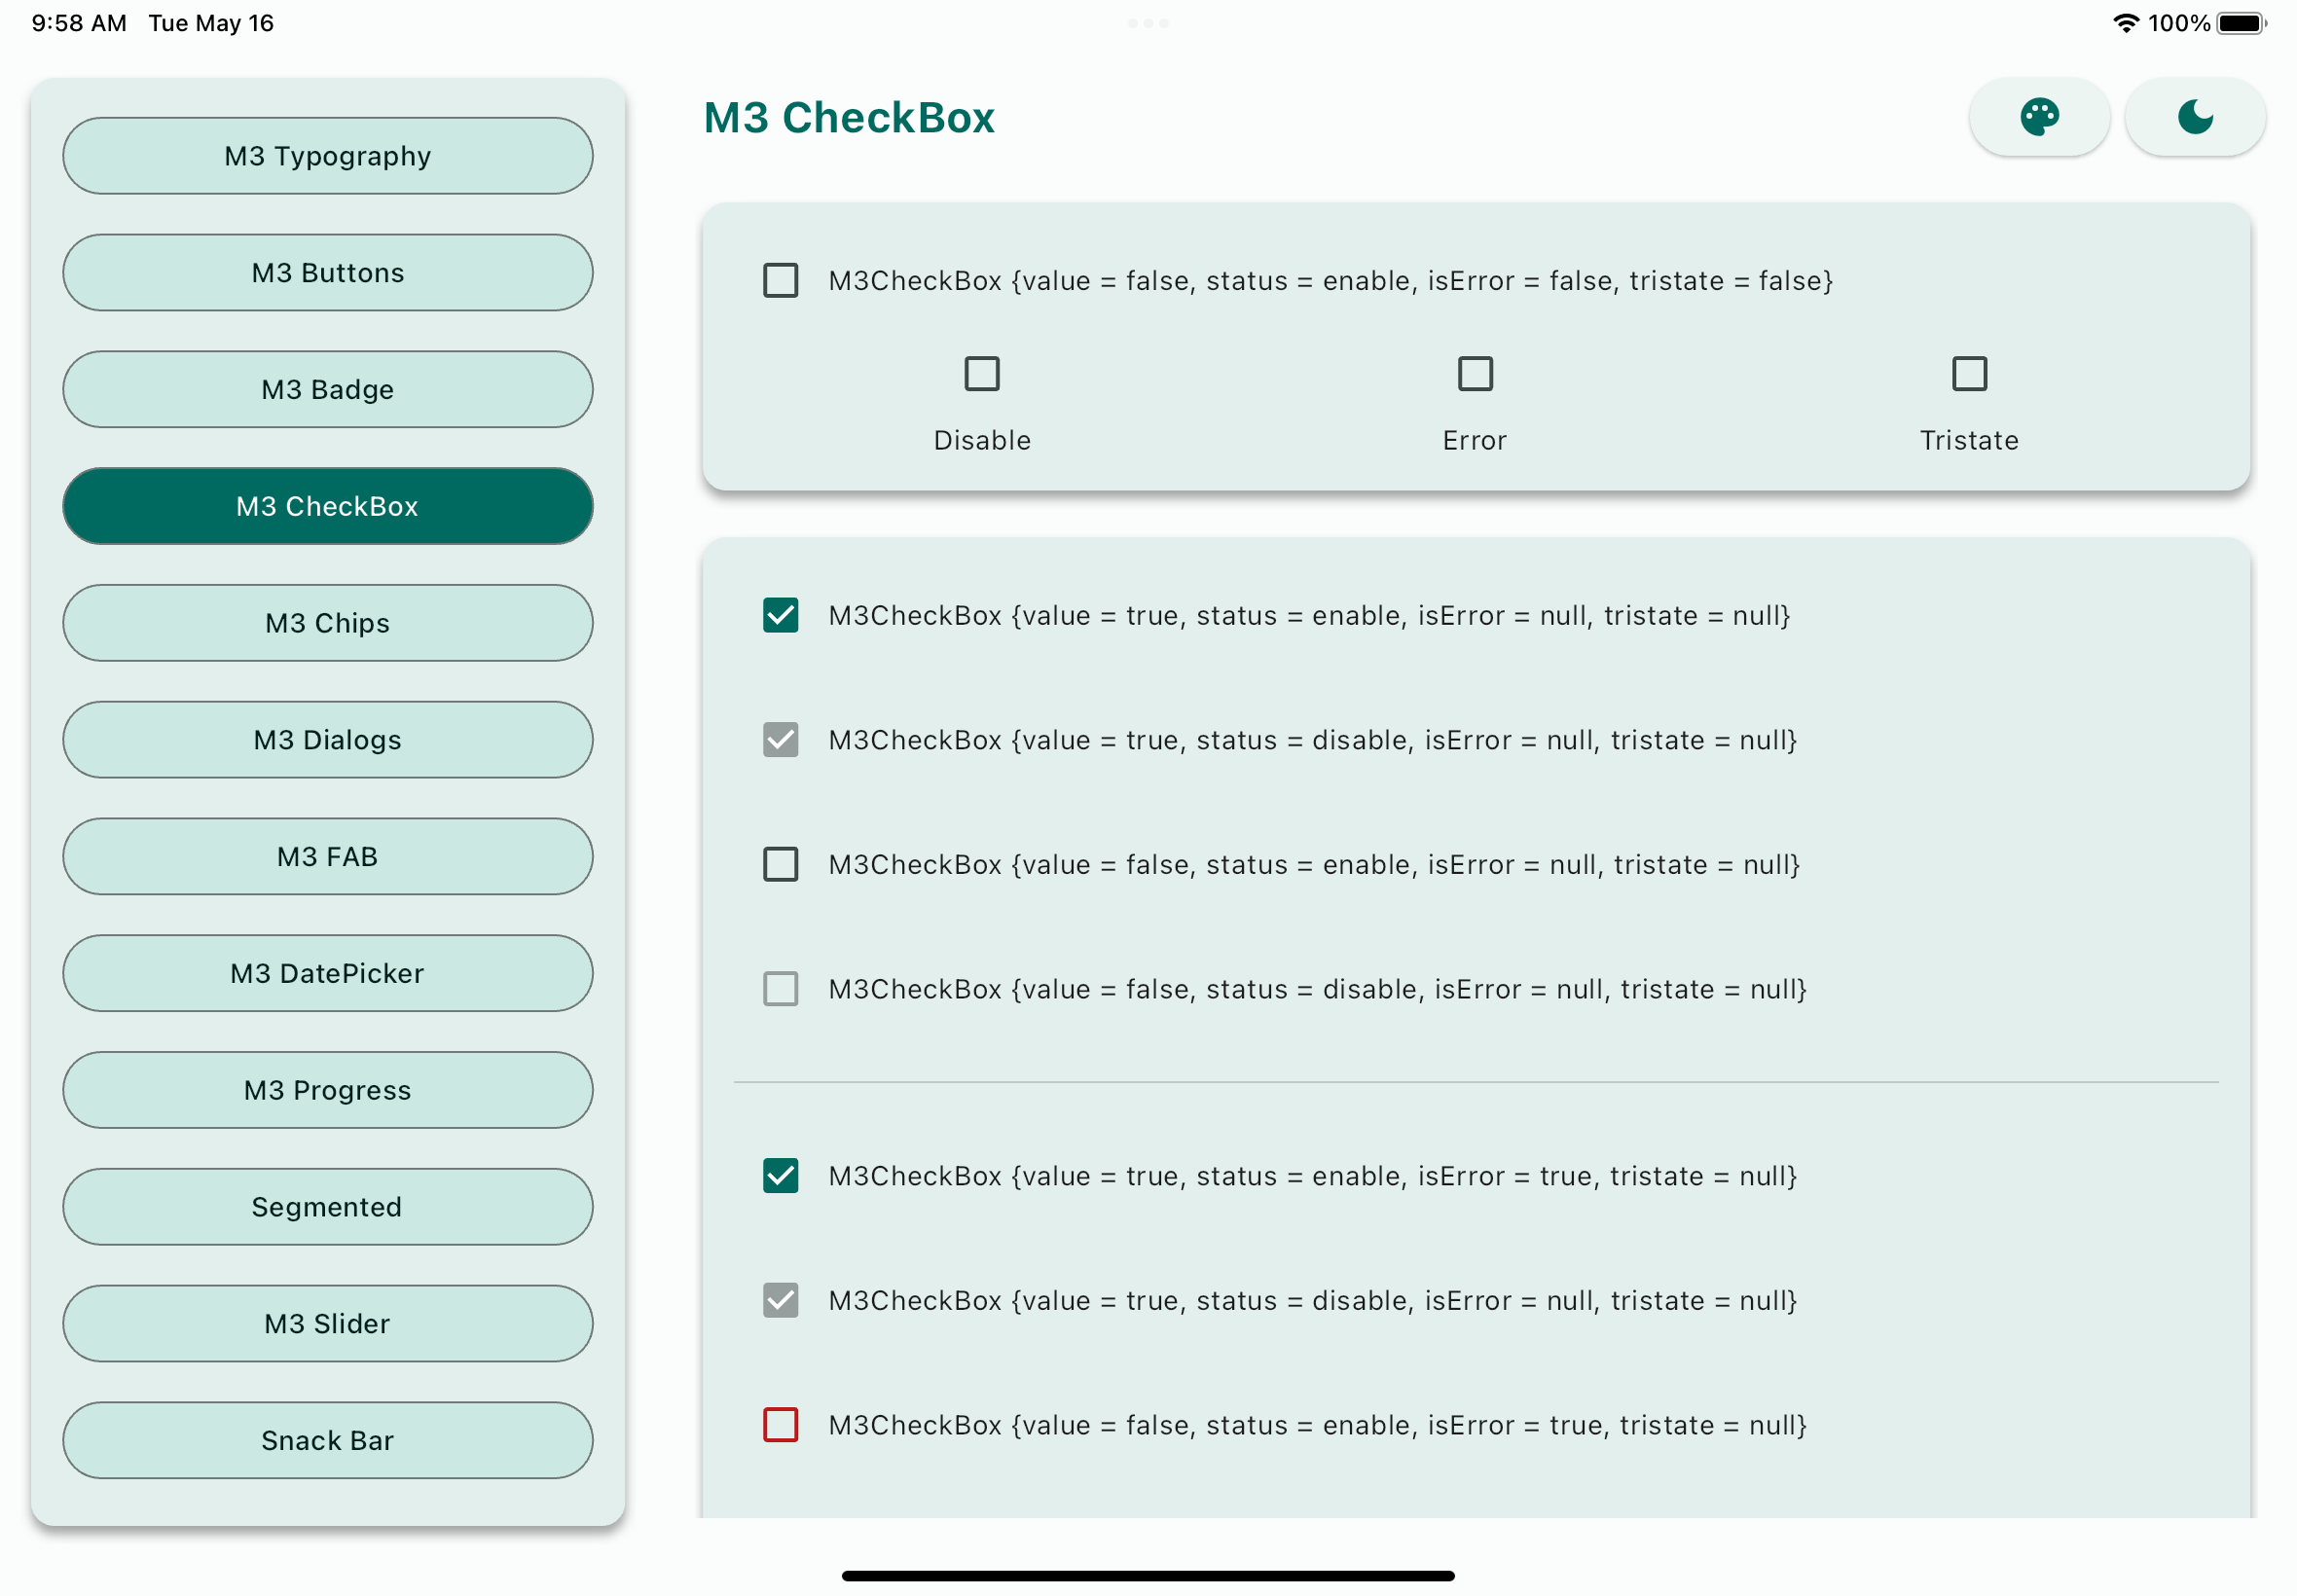 9:58 AM Tue May 16
100%
M3 Typography
M3 Buttons
M3 Badge
M3 CheckBox
M3 Chips
M3 Dialogs
M3 FAB
M3 DatePicker
M3 Progress
Segmented
M3 Slider
Snack Bar
M3 CheckBox
M3CheckBox {value = false, status = enable, isError = false, tristate = false}
Disable
Error
Tristate
M3CheckBox {value = true, status = enable, isError = null, tristate = null}
M3CheckBox {value = true, status = disable, isError = null, tristate = null}
M3CheckBox {value = false, status = enable, isError = null, tristate = null}
M3CheckBox {value = false, status = disable, isError = null, tristate = null}
M3CheckBox {value = true, status = enable, isError = true, tristate = null}
M3CheckBox {value = true, status = disable, isError = null, tristate = null}
M3CheckBox {value = false, status = enable, isError = true, tristate = null}